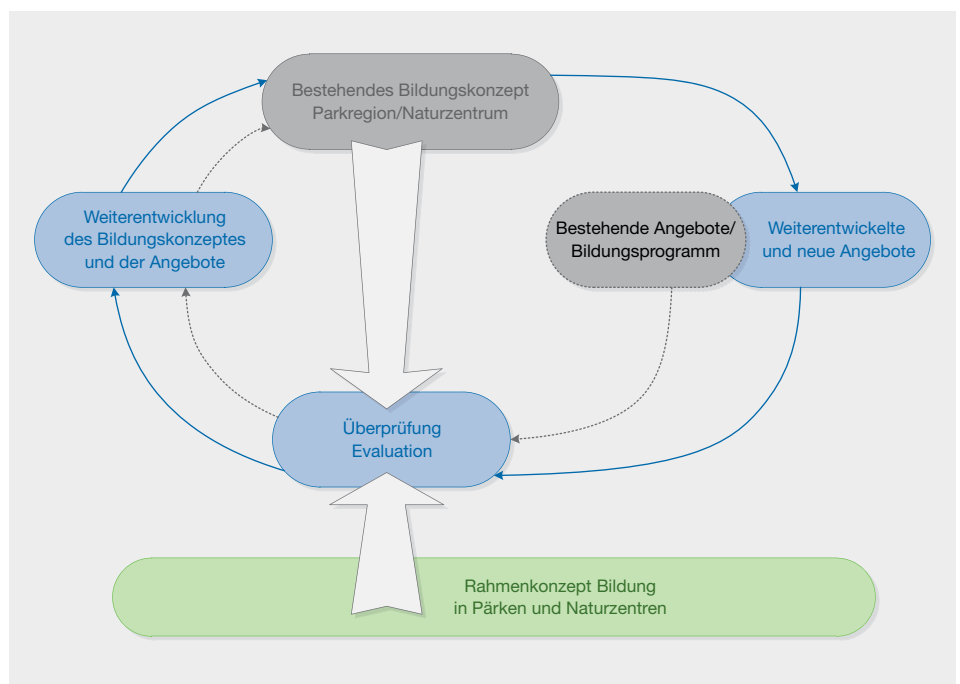 Bestehendes Bildungskonzept
Parkregion/Naturzentrum
Weiterentwicklung
des Bildungskonzeptes
und der Angebote
Bestehende Angebote/
Bildungsprogramm
Weiterentwickelte
und neue Angebote
Überprüfung
Evaluation
Rahmenkonzept Bildung
in Pärken und Naturzentren